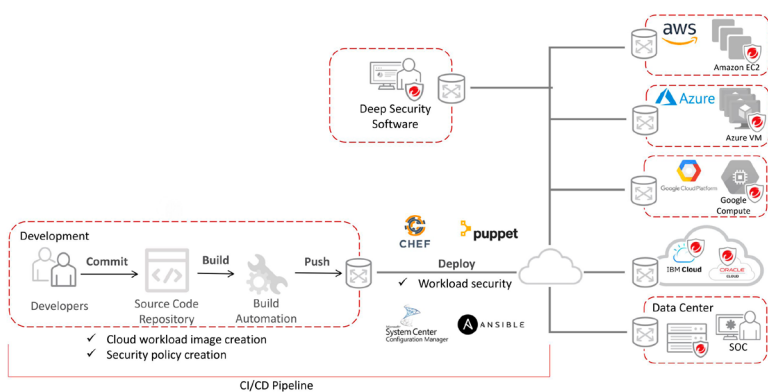 aws
Amazon EC2
Deep Security
Software
Azure
Azure VM
Google Cloud Platform
Google
Compute
CHEF
puppet
Development
Commit
Build
Push
Deploy
Workload security
IBM Cloud
ORACLE
CLOUD
Developers
Source Code
Repository
Build
Automation
Data Center
Microsoft
System Center
Configuration Manager
ANSIBLE
SOC
Cloud workload image creation
Security policy creation
CI/CD Pipeline